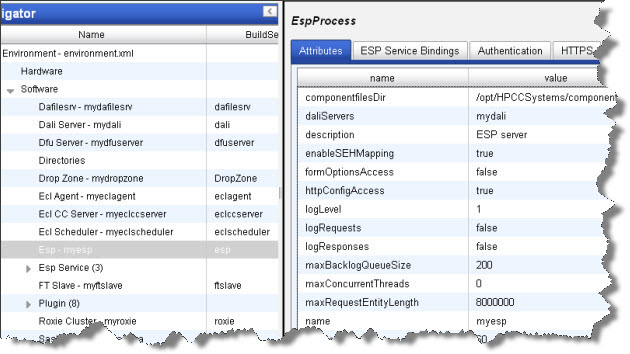 igator
Name BuildSe
Environment - environment.xml
Hardware
Software
Dafilesrv - mydafilesrv dafilesrv
Dali Server - mydali dali
Dfu Server - mydfuserver dfuserver
Directories
Drop Zone - mydropzone DropZone
Ecl Agent - myeclagent eclagent
Ecl CC Server - myeclccserver eclccserver
Ecl Scheduler - myeclscheduler eclscheduler
Esp - myesp esp
Esp Service (3)
FT Slave - myftslave ftslave
Plugin (8)
Roxie Cluster - myroxie roxie
EspProcess
Attributes ESP Service Bindings Authentication HTTPS
name value
componentfilesDir /opt/HPCCSystems/component
daliServers mydali
description ESP server
enableSEHMapping true
formOptionsAccess false
httpConfigAccess true
logLevel 1
logRequests false
logResponses false
maxBacklogQueueSize 200
maxConcurrentThreads 0
maxRequestEntityLength 8000000
name myesp